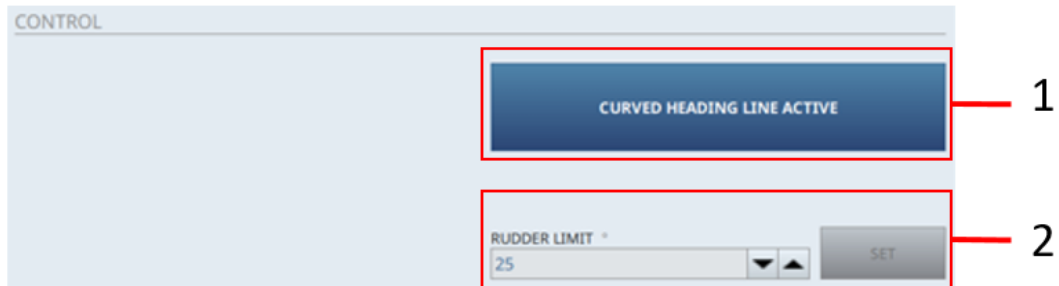 CONTROL
CURVED HEADING LINE ACTIVE
1
RUDDER LIMIT °
25
SET
2